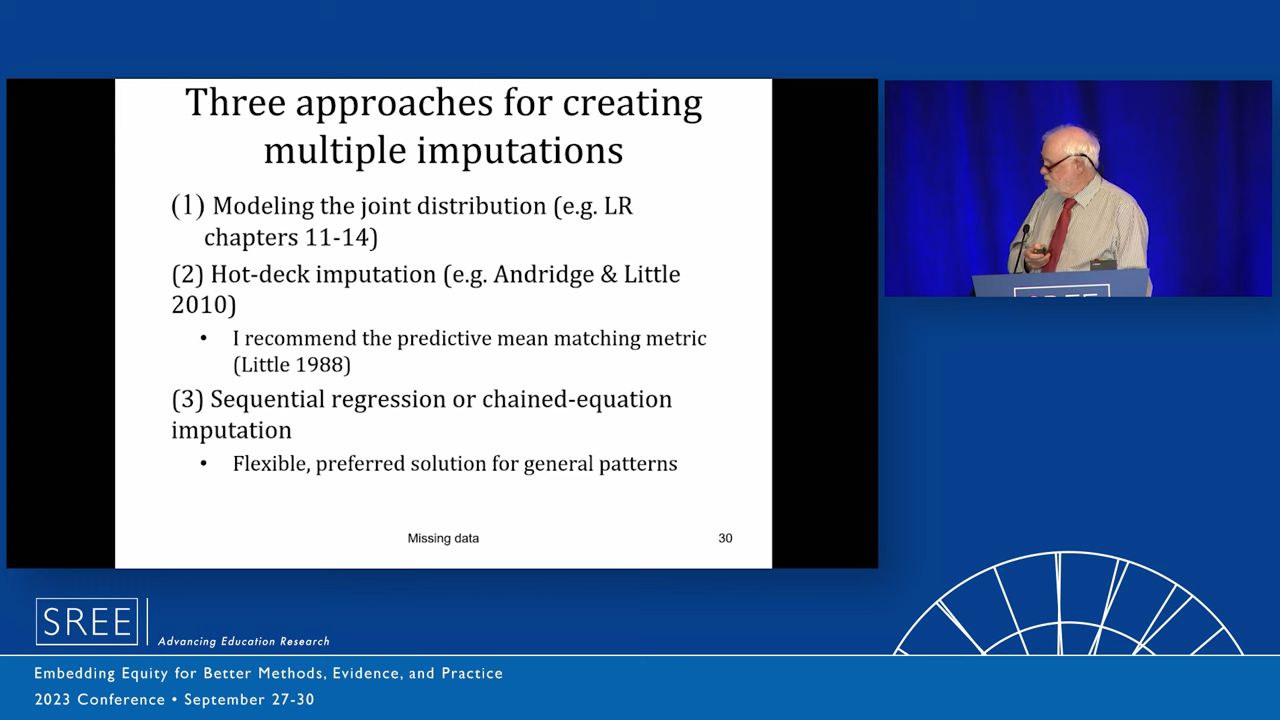 Three approaches for creating
multiple imputations
(1) Modeling the joint distribution (e.g. LR
chapters 11-14)
(2) Hot-deck imputation (e.g. Andridge & Little
2010)
• I recommend the predictive mean matching metric
(Little 1988)
(3) Sequential regression or chained-equation
imputation
• Flexible, preferred solution for general patterns
Missing data 30
SREE
SREE
Advancing Education Research
Embedding Equity for Better Methods, Evidence, and Practice
2023 Conference • September 27-30